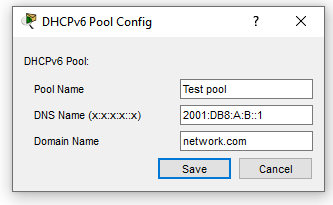 DHCPv6 Pool Config
?
DHCPv6 Pool:
Pool Name Test pool
DNS Name (x:x:x:x::x) 2001:DB8:A:B::1
Domain Name network.com
Save Cancel